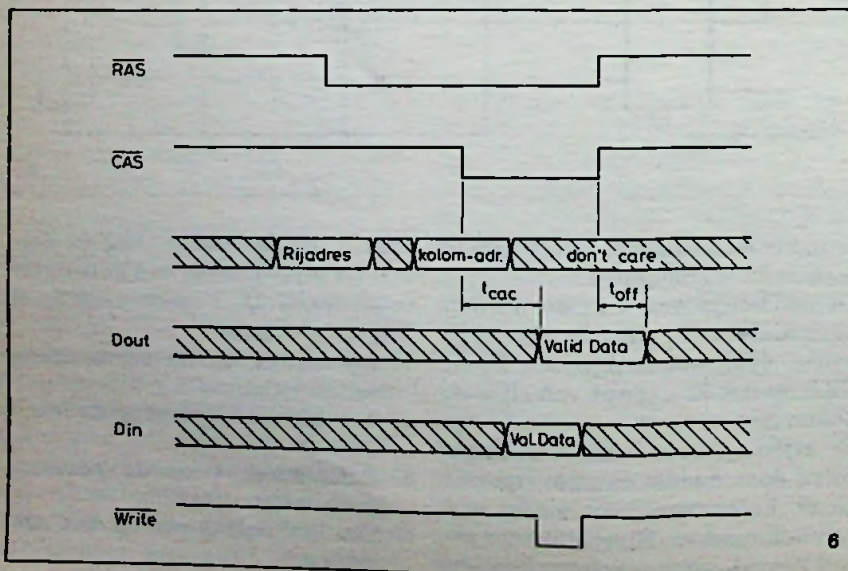 RAS
CAS
Rijadres kolom-adr. don't care
tcac toff
Dout Valid Data
Din Val.Data
Write
6